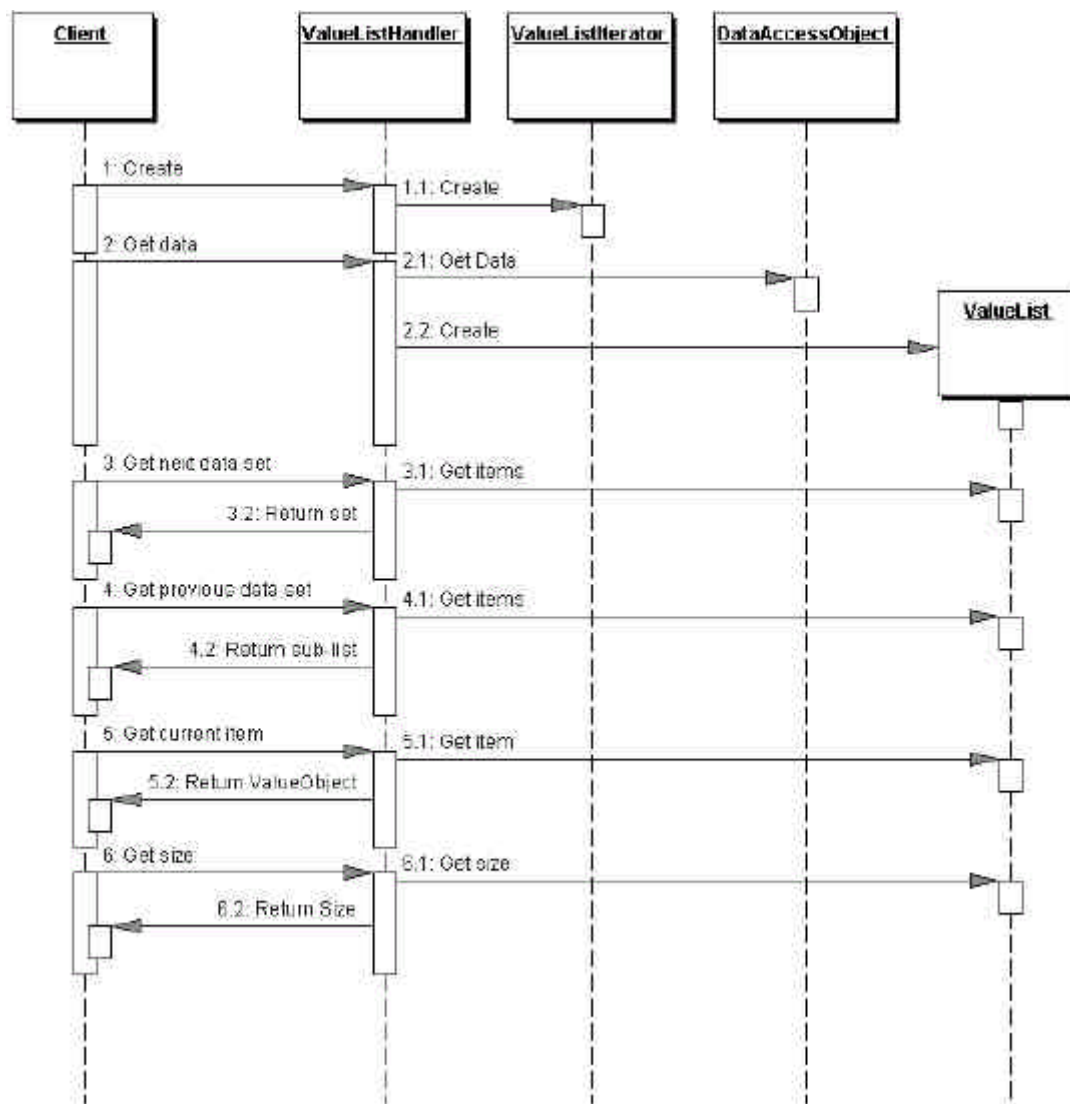 Client
ValueListHandler
ValueListIterator
DataAccessObject
1: Create
1.1: Create
2: Get data
2.1: Get Data
ValueList
2.2: Create
3: Get next data set
3.1: Get items
3.2: Return set
4: Get previous data set
4.1: Get items
4.2: Return sub-list
5: Get current item
5.1: Get item
5.2: Return ValueObject
6: Get size
6.1: Get size
6.2: Return Size